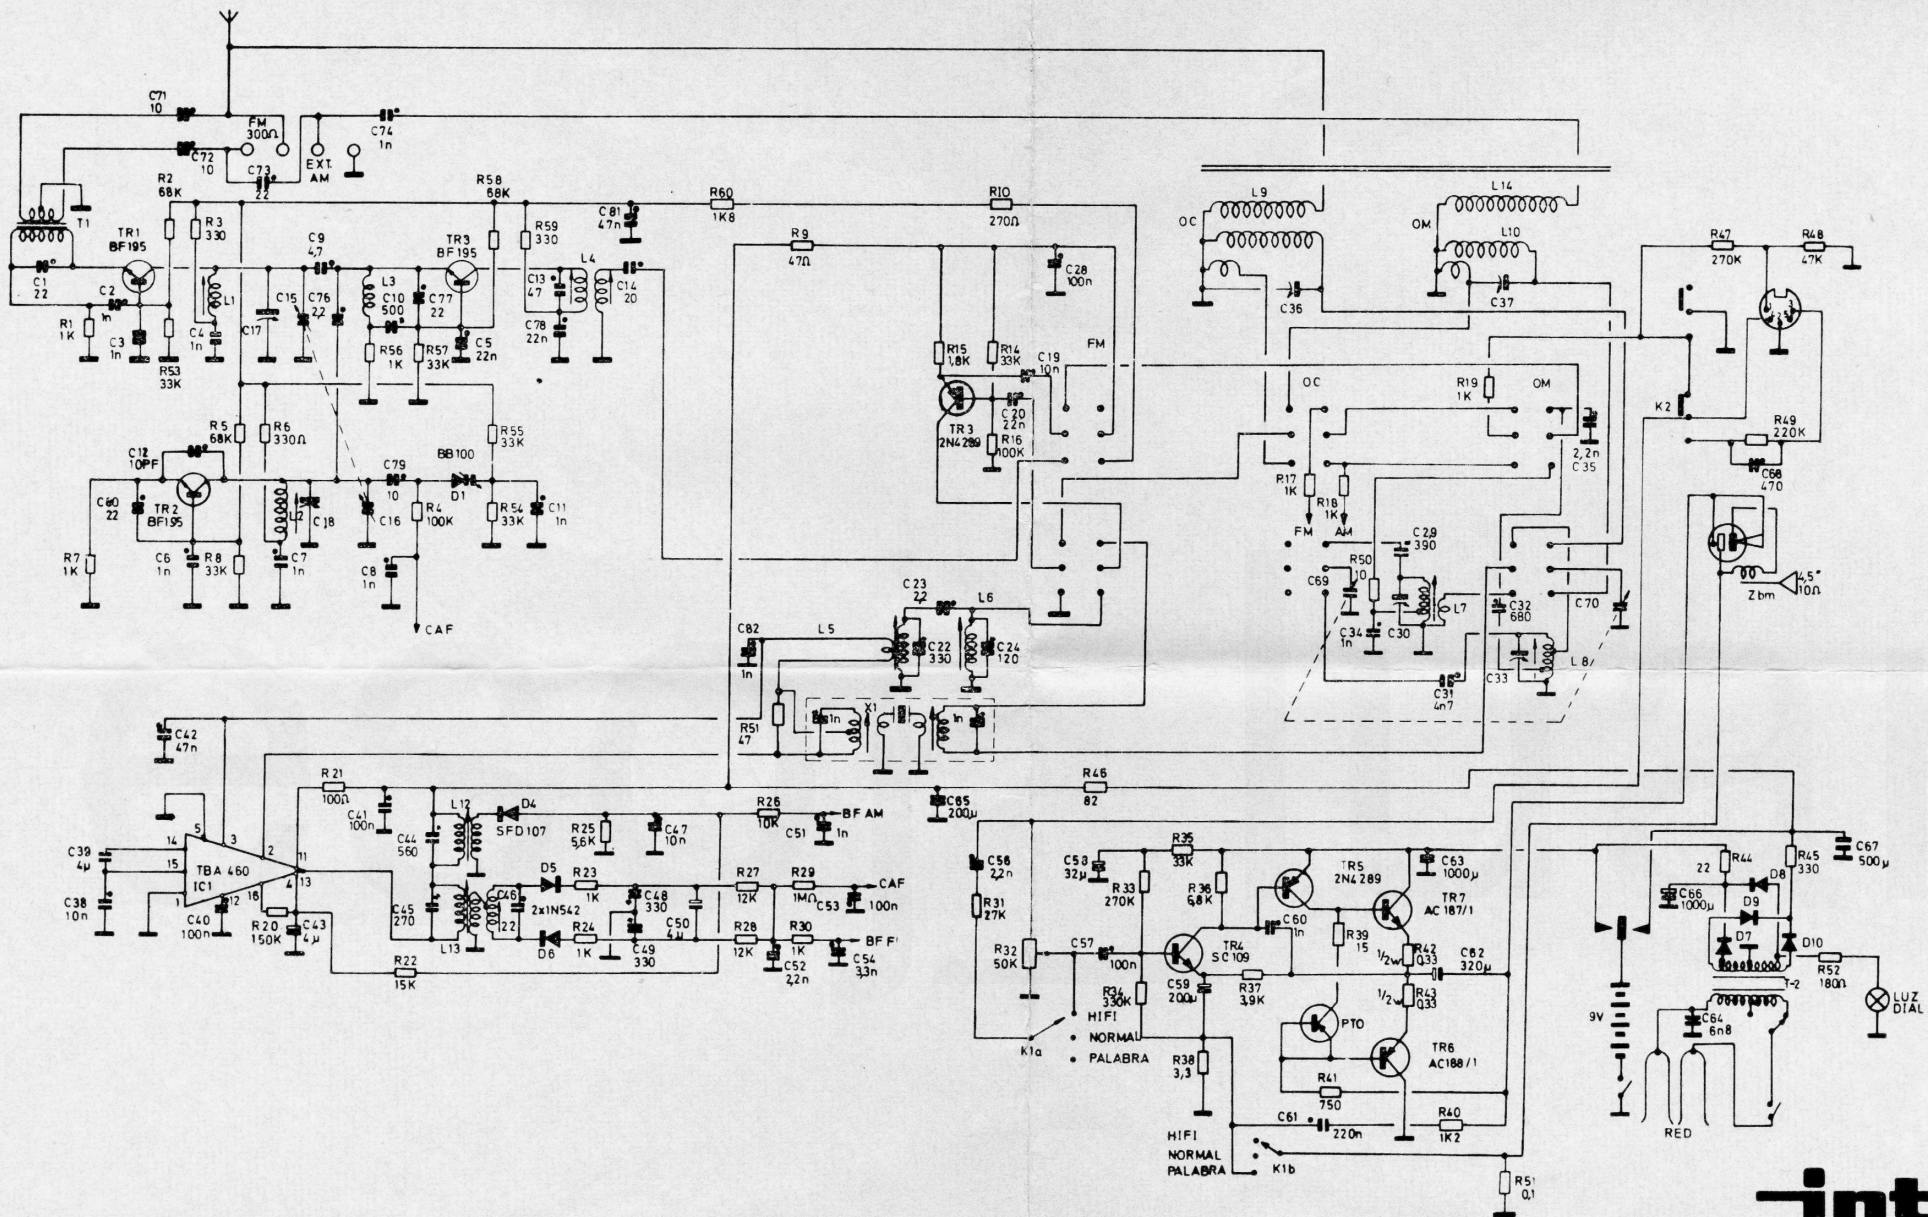 C71
10
FM
300Ω
C74
1n
C72
10
EXT.
AM
C73
22
R2
68K
R58
68K
R60
1K8
R10
270Ω
L9
L14
OC
OM
L10
T1
TR1
BF195
R3
330
C9
4,7
TR3
BF195
R59
330
C81
47n
R9
47Ω
R47
270K
R48
47K
C1
22
C2
1n
L1
C17
C15
C76
2,2
L3
C10
500
C77
22
C13
47
L4
C14
20
C28
100n
C36
C37
R1
1K
C3
1n
C4
1n
R53
33K
R56
1K
R57
33K
C5
22n
C78
22n
R15
1,8K
R14
33K
C19
10n
FM
OC
R19
1K
OM
K2
R5
68K
R6
330Ω
R55
33K
TR3
2N4289
C20
22n
R16
100K
2,2n
C35
R49
220K
C68
470
C12
10PF
C60
22
TR2
BF195
L2
C18
C79
10
BB100
D1
C16
R4
100K
R54
33K
C11
1n
R17
1K
R18
1K
FM
AM
R7
1K
C6
1n
R8
33K
C7
1n
C8
1n
CAF
R50
10
C29
390
C69
C34
1n
C30
L7
C32
680
C70
4,5"
10Ω
Zbm
C33
L8
C31
4n7
C23
22
L6
C82
1n
L5
C22
330
C24
120
X1
1n
1n
R51
47
C42
47n
R21
100Ω
C41
100n
L12
D4
SFD107
R26
10K
BF AM
C51
1n
C65
200µ
R46
82
C44
560
R25
5,6K
C47
10n
14
5
3
2
11
15
TBA 460
IC1
4
13
1
12
16
C39
4µ
C38
10n
C40
100n
R20
150K
C43
4µ
C45
270
L13
C46
22
D5
2x1N542
D6
R23
1K
R24
1K
C48
330
C49
330
C50
4µ
R27
12K
R28
12K
R29
1MΩ
CAF
C53
100n
R30
1K
BF F
C54
3,3n
C52
2,2n
R22
15K
C56
2,2n
R31
27K
R32
50K
C57
100n
C58
32µ
R35
33K
R33
270K
R36
6,8K
TR5
2N4289
C63
1000µ
TR7
AC187/1
C60
1n
TR4
SC109
R39
15
R42
0,33
1/2w
C62
320µ
R34
330K
C59
200µ
R37
3,9K
1/2w
R43
0,33
PTO
TR6
AC188/1
HIFI
NORMAL
PALABRA
K1a
R38
3,3
R41
750
C61
220n
R40
1K2
HIFI
NORMAL
PALABRA
K1b
R51
0,1
R44
22
R45
330
C67
500µ
C66
1000µ
D8
D9
D7
D10
R52
180Ω
T-2
9V
C64
6n8
LUZ
DIAL
RED
int